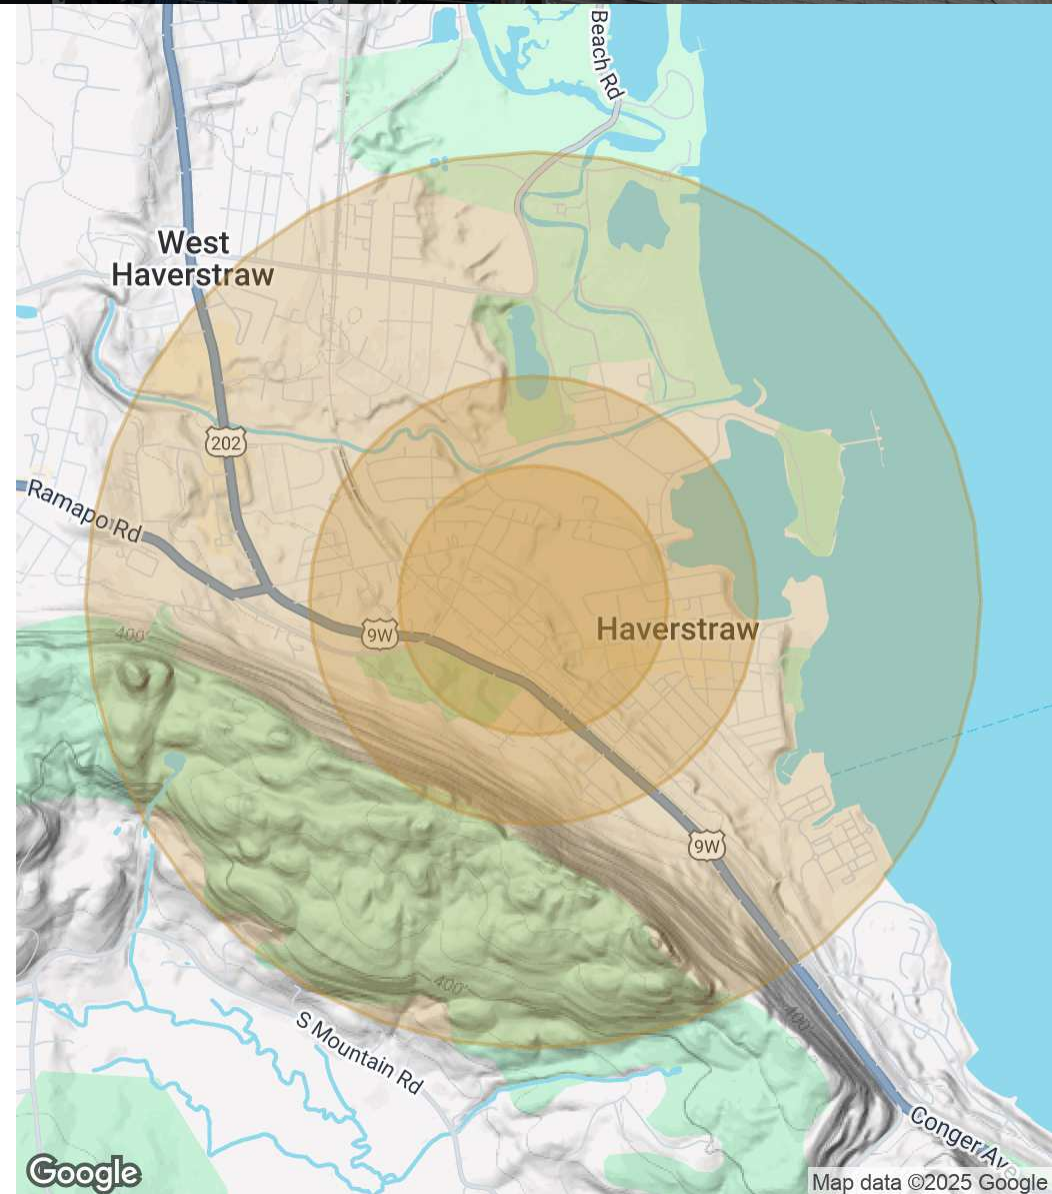 Beach Rd
West
Haverstraw
202
Ramapo Rd
9W
Haverstraw
400'
9W
400'
400'
S Mountain Rd
Conger Ave
Google
Map data ©2025 Google